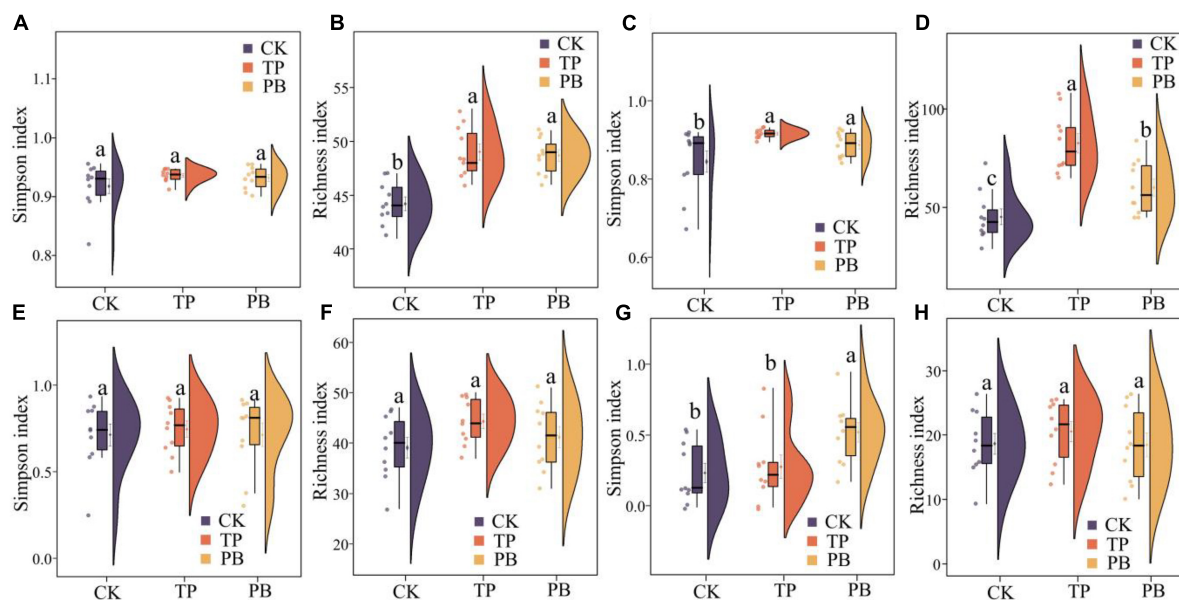 A
Simpson index
1.1
1.0
0.9
0.8
CK
TP
PB
a
a
a
CK
TP
PB
B
Richness index
55
50
45
40
CK
TP
PB
b
a
a
CK
TP
PB
C
Simpson index
1.0
0.8
0.6
CK
TP
PB
b
a
a
CK
TP
PB
D
Richness index
100
50
CK
TP
PB
c
a
b
CK
TP
PB
E
Simpson index
1.0
0.5
0.0
a
a
a
CK
TP
PB
CK
TP
PB
F
Richness index
60
50
40
30
20
a
a
a
CK
TP
PB
CK
TP
PB
G
Simpson index
1.0
0.5
0.0
b
b
a
CK
TP
PB
CK
TP
PB
H
Richness index
30
20
10
0
a
a
a
CK
TP
PB
CK
TP
PB